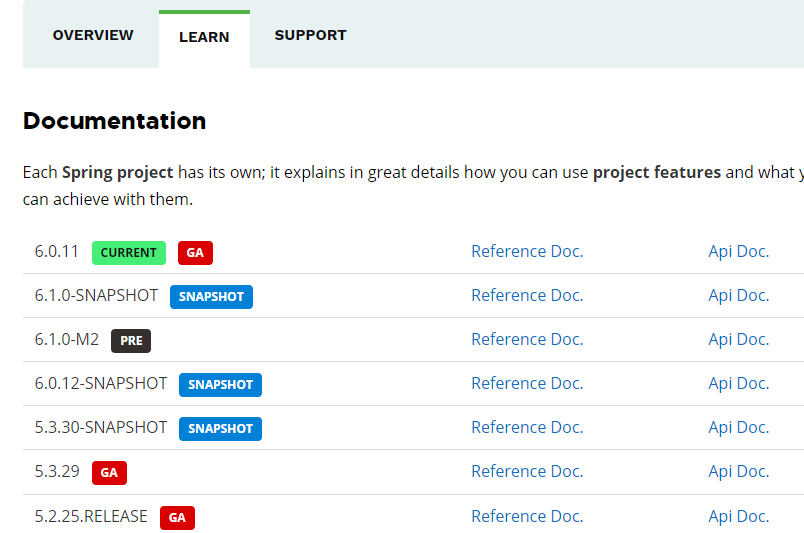 OVERVIEW LEARN SUPPORT
Documentation
Each Spring project has its own; it explains in great details how you can use project features and what
can achieve with them.
6.0.11 CURRENT GA Reference Doc. Api Doc.
6.1.0-SNAPSHOT SNAPSHOT Reference Doc. Api Doc.
6.1.0-M2 PRE Reference Doc. Api Doc.
6.0.12-SNAPSHOT SNAPSHOT Reference Doc. Api Doc.
5.3.30-SNAPSHOT SNAPSHOT Reference Doc. Api Doc.
5.3.29 GA Reference Doc. Api Doc.
5.2.25.RELEASE GA Reference Doc. Api Doc.